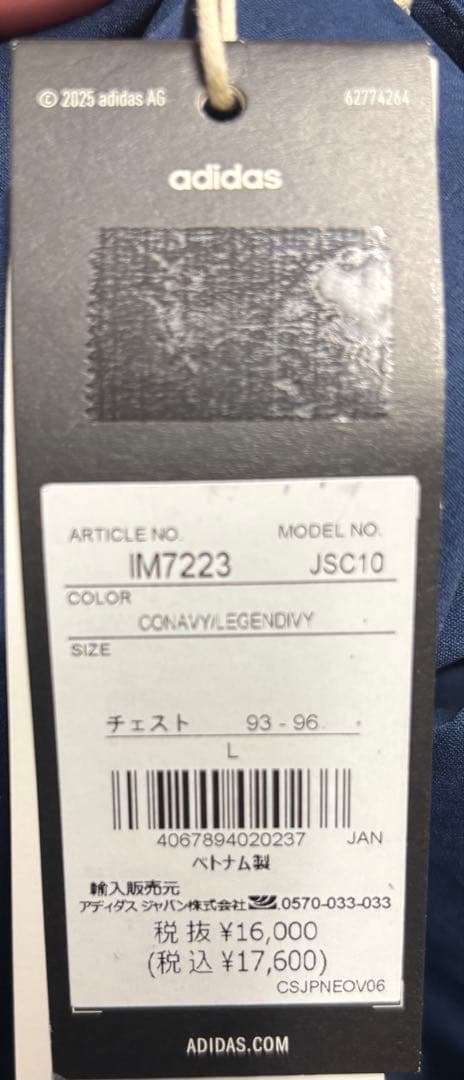 © 2025 adidas AG 62774264
adidas
ARTICLE NO. MODEL NO.
IM7223 JSC10
COLOR
CONAVY/LEGENDIVY
SIZE
チェスト 93 - 96
L
4067894020237 JAN
ベトナム製
輸入販売元
アディダス ジャパン株式会社 .0570-033-033
税 抜 ¥16,000
(税 込 ¥17,600)
CSJPNEOV06
ADIDAS.COM